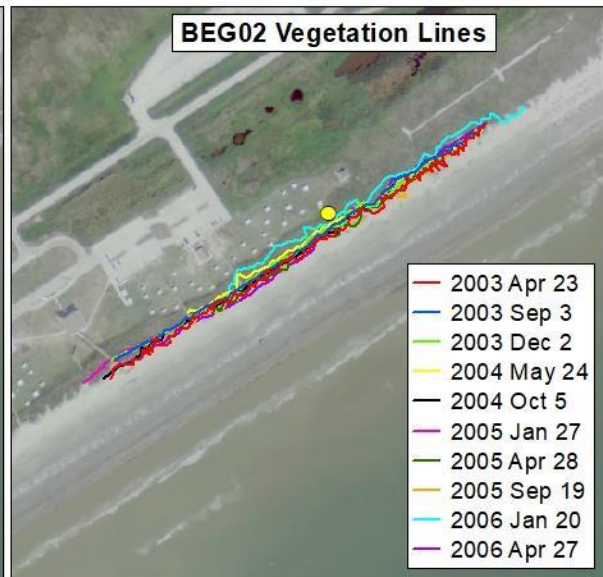 BEG02 Vegetation Lines
2003 Apr 23
2003 Sep 3
2003 Dec 2
2004 May 24
2004 Oct 5
2005 Jan 27
2005 Apr 28
2005 Sep 19
2006 Jan 20
2006 Apr 27